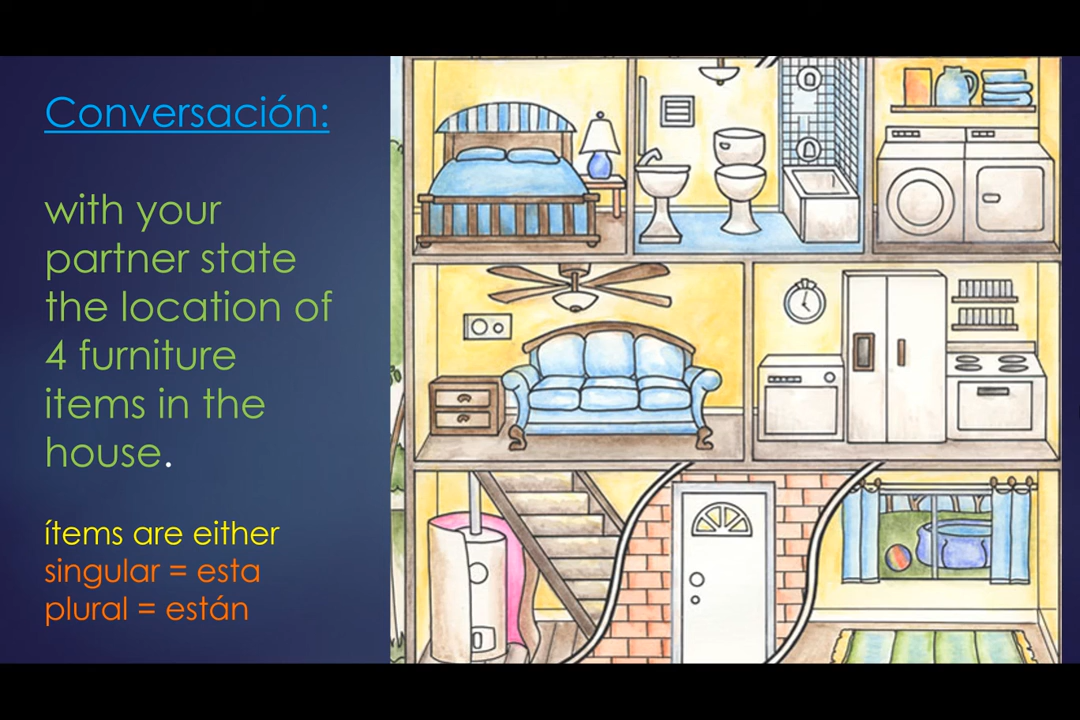 Conversación:
with your
partner state
the location of
4 furniture
items in the
house.
ítems are either
singular = esta
plural = están